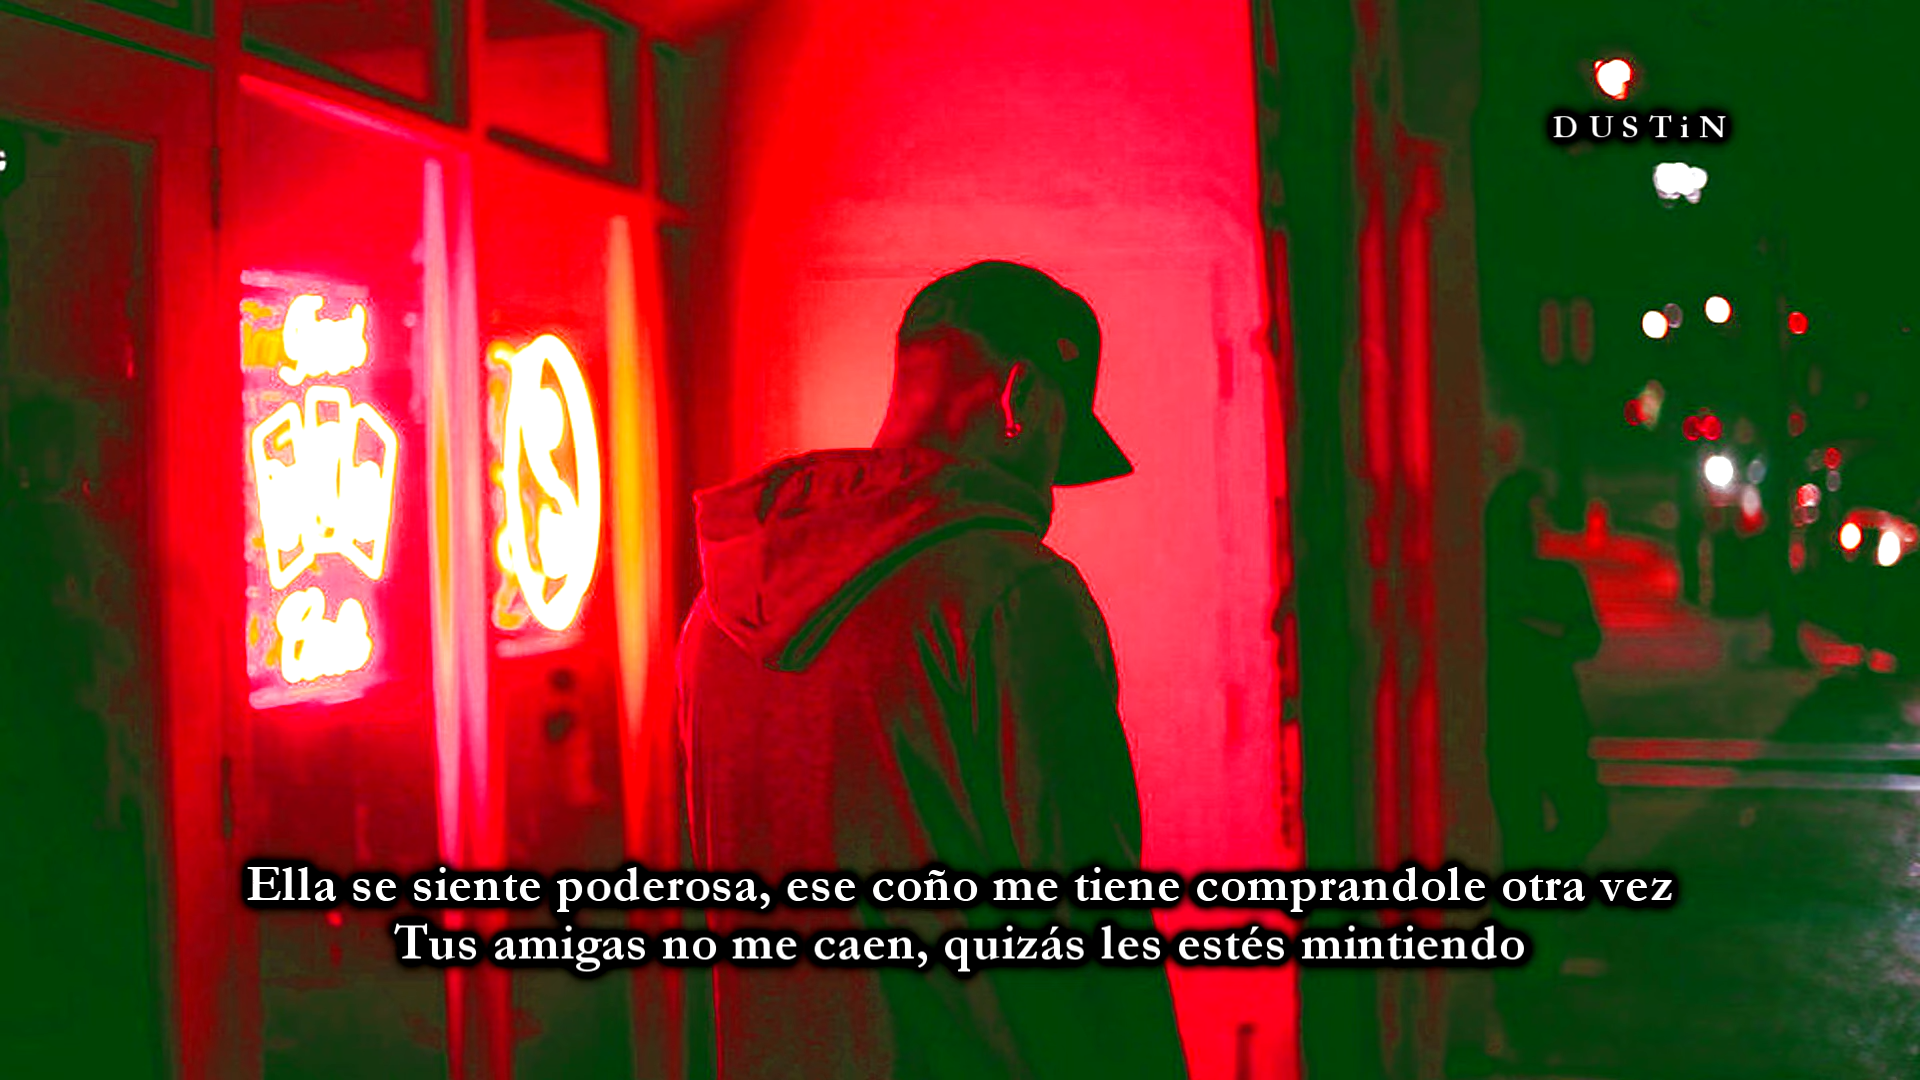 D U S T i N
Ella se siente poderosa, ese coño me tiene comprandole otra vez
Tus amigas no me caen, quizás les estés mintiendo